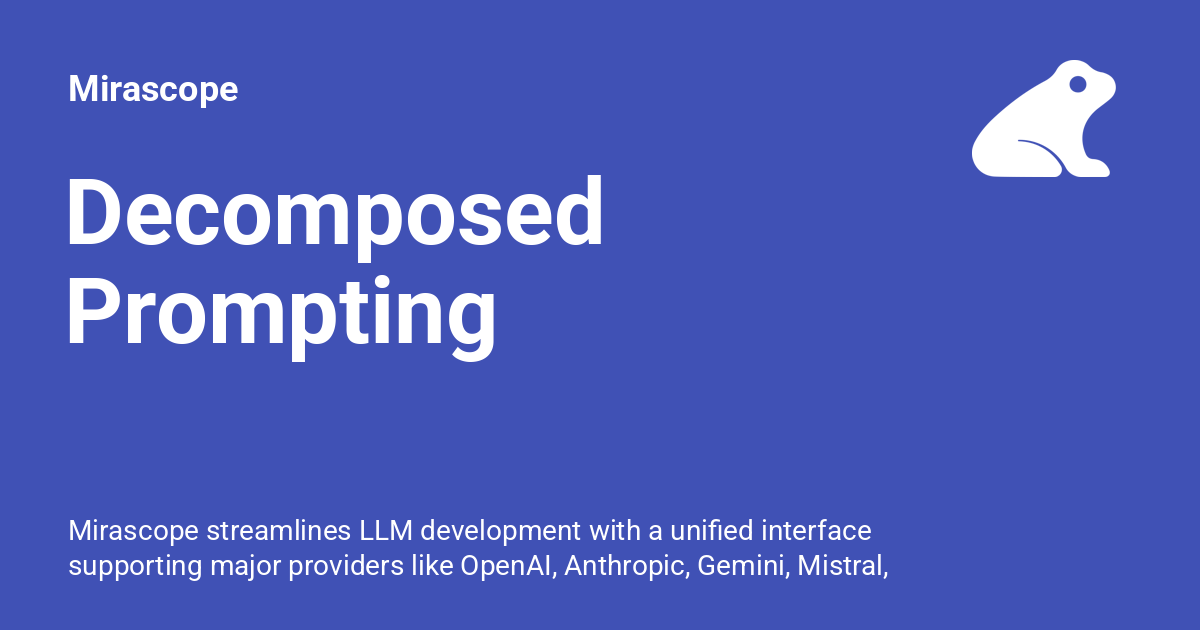 Mirascope
Decomposed
Prompting
Mirascope streamlines LLM development with a unified interface
supporting major providers like OpenAI, Anthropic, Gemini, Mistral,